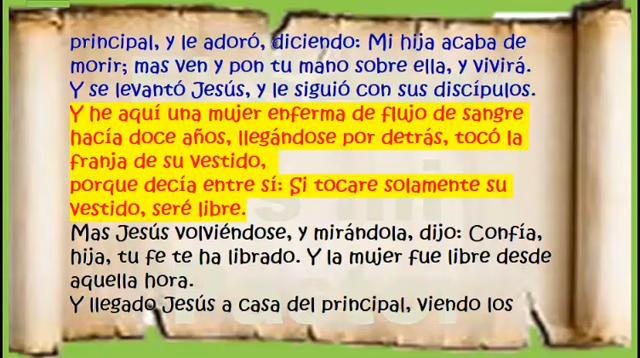 principal, y le adoró, diciendo: Mi hija acaba de
morir; mas ven y pon tu mano sobre ella, y vivirá.
Y se levantó Jesús, y le siguió con sus discípulos.
Y he aquí una mujer enferma de flujo de sangre
hacía doce años, llegándose por detrás, tocó la
franja de su vestido,
porque decía entre sí: Si tocare solamente su
vestido, seré libre.
Mas Jesús volviéndose, y mirándola, dijo: Confía,
hija, tu fe te ha librado. Y la mujer fue libre desde
aquella hora.
Y llegado Jesús a casa del principal, viendo los